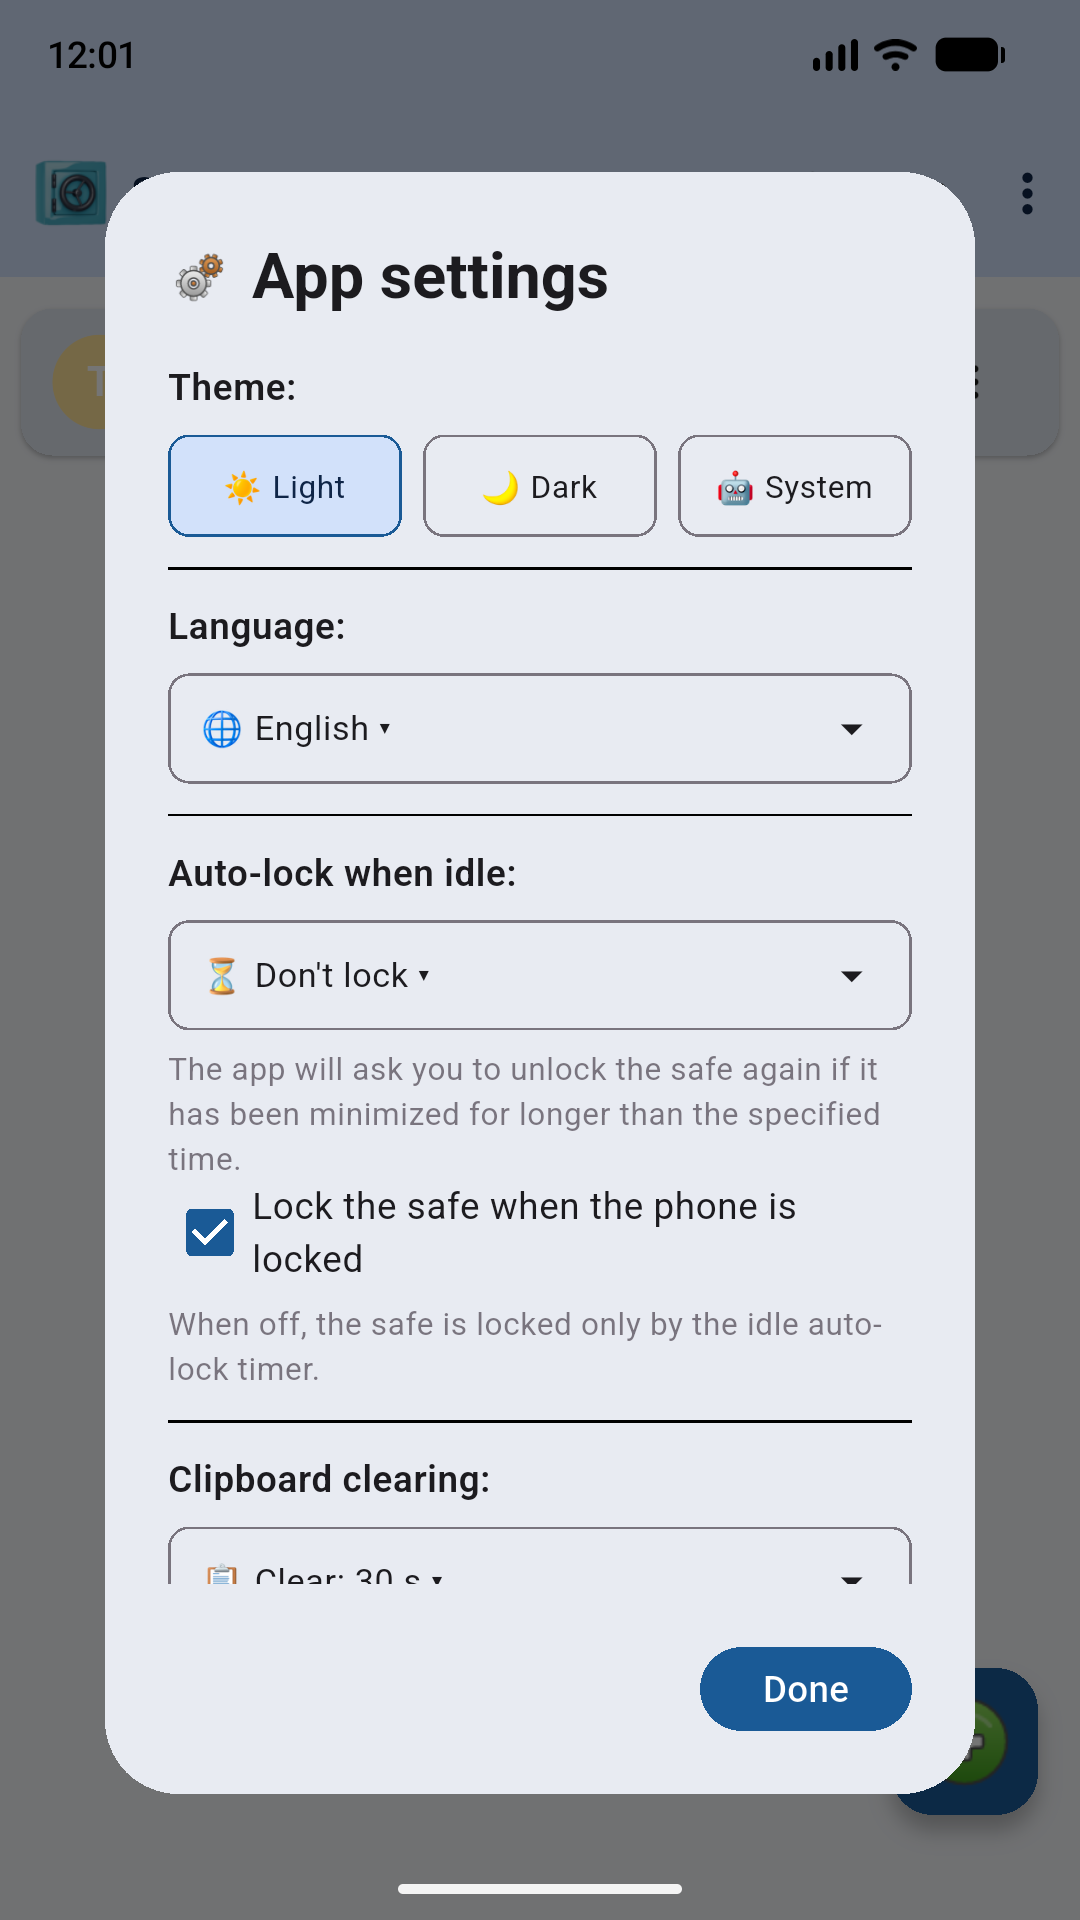 12:01
App settings
Theme:
Light
Dark
System
Language:
English ▾
Auto-lock when idle:
Don't lock ▾
The app will ask you to unlock the safe again if it
has been minimized for longer than the specified
time.
Lock the safe when the phone is
locked
When off, the safe is locked only by the idle auto-
lock timer.
Clipboard clearing:
Clear: 30 s ▾
Done